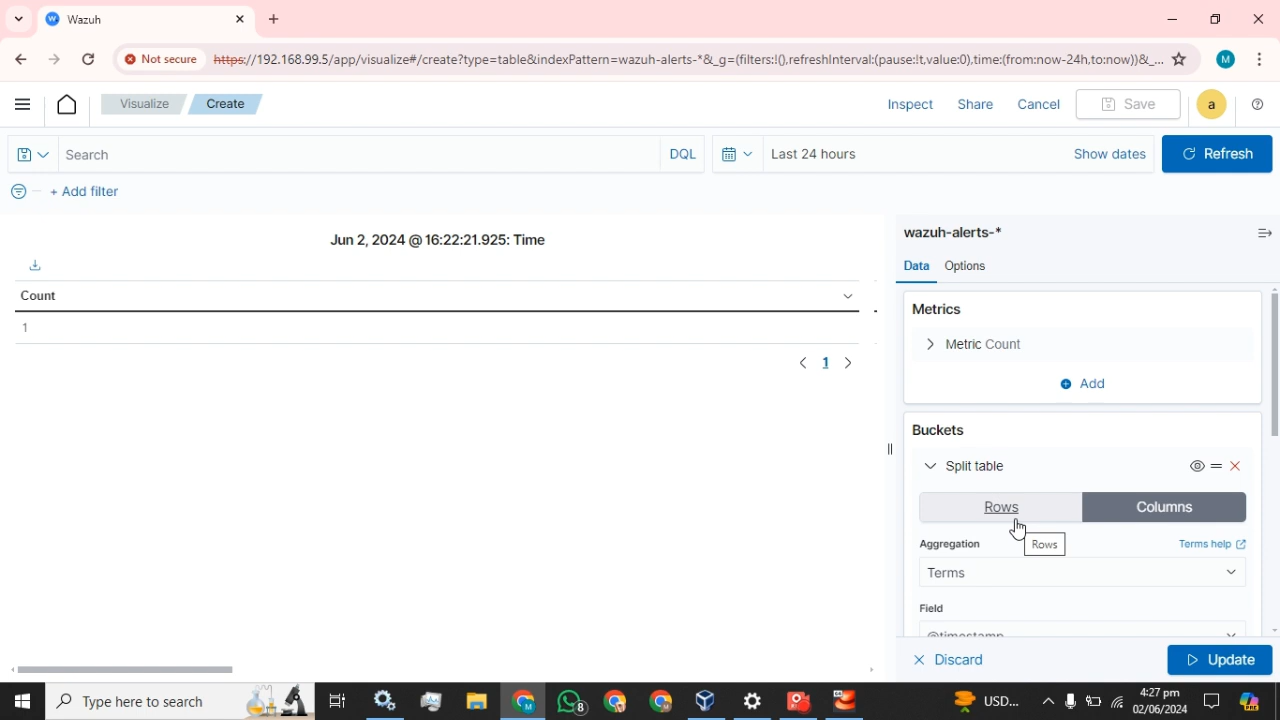 Wazuh
Not secure https://192.168.99.5/app/visualize#/create?type=table&indexPattern=wazuh-alerts-*&_g=(filters:!(),refreshInterval:(pause:!t,value:0),time:(from:now-24h,to:now))&_... M
Visualize Create Inspect Share Cancel Save a
Search DQL Last 24 hours Show dates Refresh
+ Add filter
Jun 2, 2024 @ 16:22:21.925: Time
Count
1
1
wazuh-alerts-*
Data Options
Metrics
Metric Count
Add
Buckets
Split table
Rows Columns
Rows
Aggregation Terms help
Terms
Field
@timestamp
Discard Update
Type here to search 8 USD... 4:27 pm
02/06/2024